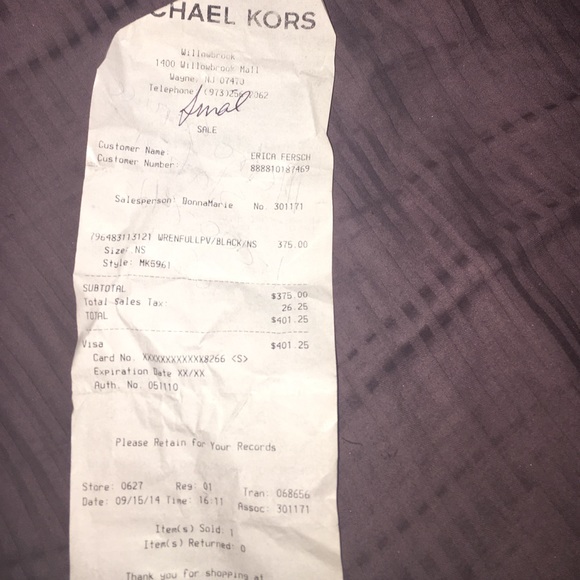 CHAEL KORS
Willowbrook
1400 Willowbrook Mall
Wayne, NJ 07470
Telephone: (973)256 7062
final
SALE
Customer Name: ERICA FERSCH
Customer Number: 888810187469
Salesperson: DonnaMarie No. 301171
796483113121 WRENFULLPV/BLACK/NS 375.00
Size: NS
Style: MK5961
SUBTOTAL $375.00
Total Sales Tax: 26.25
TOTAL $401.25
Visa $401.25
Card No. XXXXXXXXXXXX8266 <S>
Expiration Date XX/XX
Auth. No. 051110
Please Retain for Your Records
Store: 0627 Reg: 01 Tran: 068656
Date: 09/15/14 Time: 16:11 Assoc: 301171
Item(s) Sold: 1
Item(s) Returned: 0
Thank you for shopping at